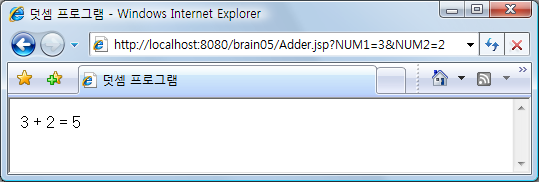 덧셈 프로그램 - Windows Internet Explorer
http://localhost:8080/brain05/Adder.jsp?NUM1=3&NUM2=2
덧셈 프로그램
3 + 2 = 5